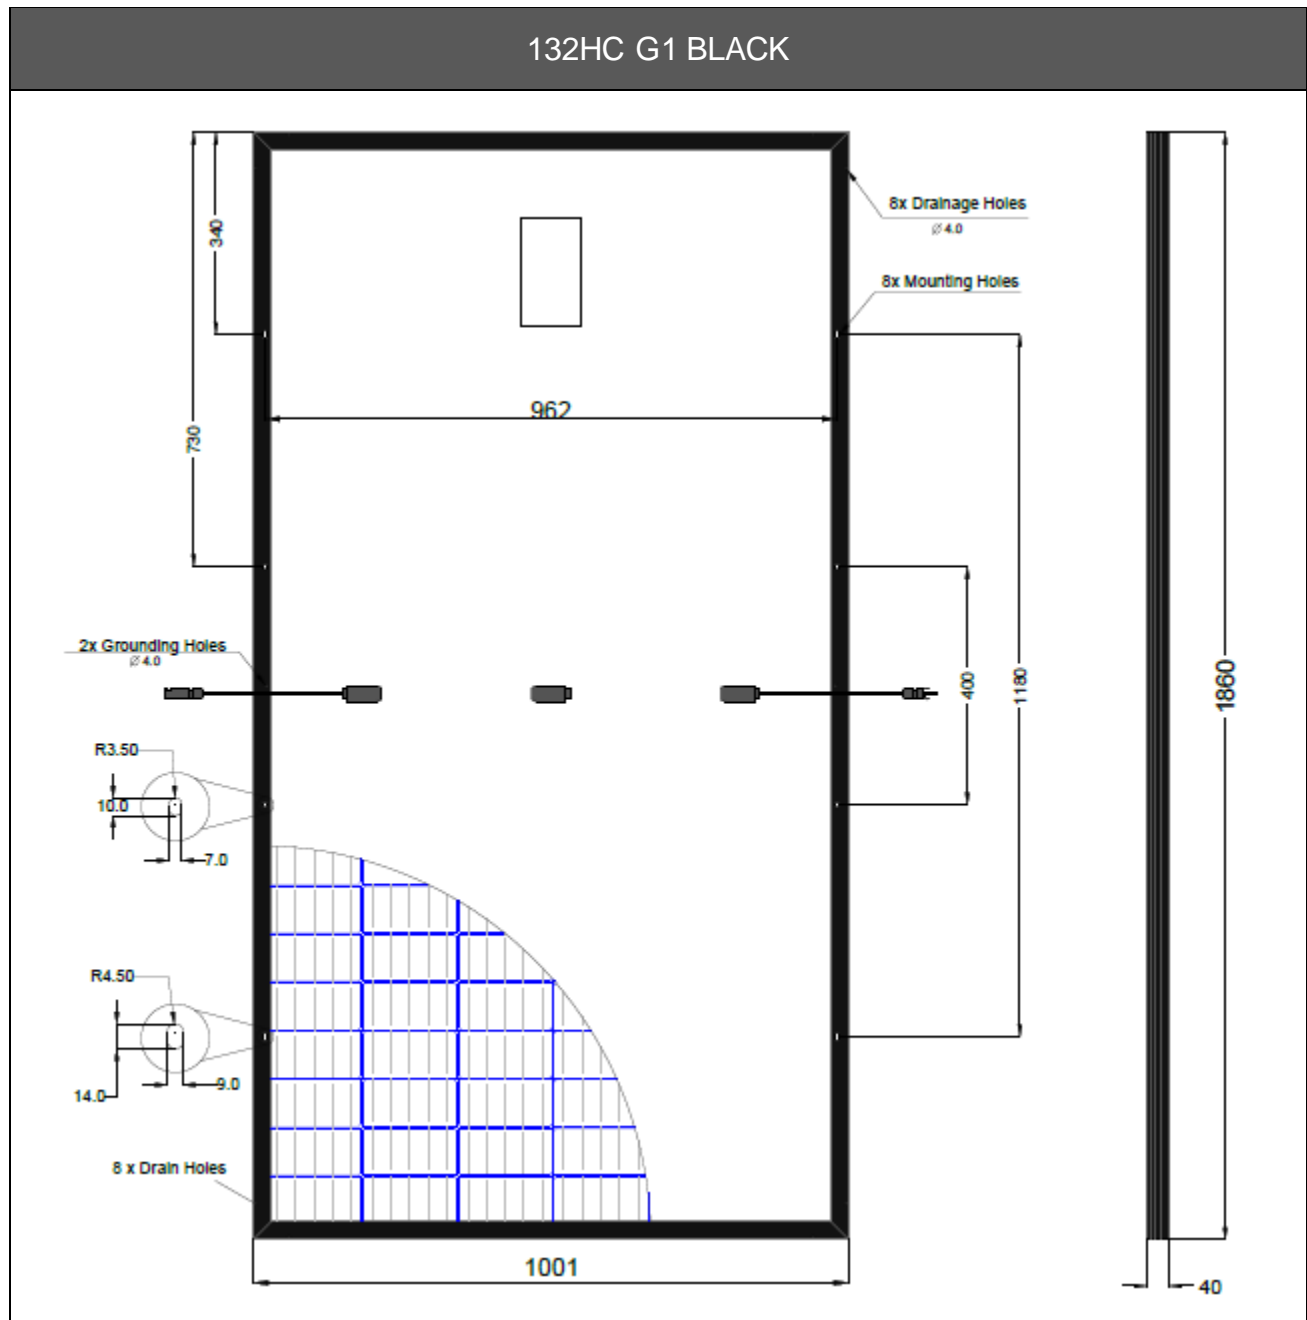 132HC G1 BLACK
8x Drainage Holes
Ø 4.0
340
8x Mounting Holes
962
730
2x Grounding Holes
Ø 4.0
400
1180
1860
R3.50
10.0
7.0
R4.50
14.0
9.0
8 x Drain Holes
1001
40